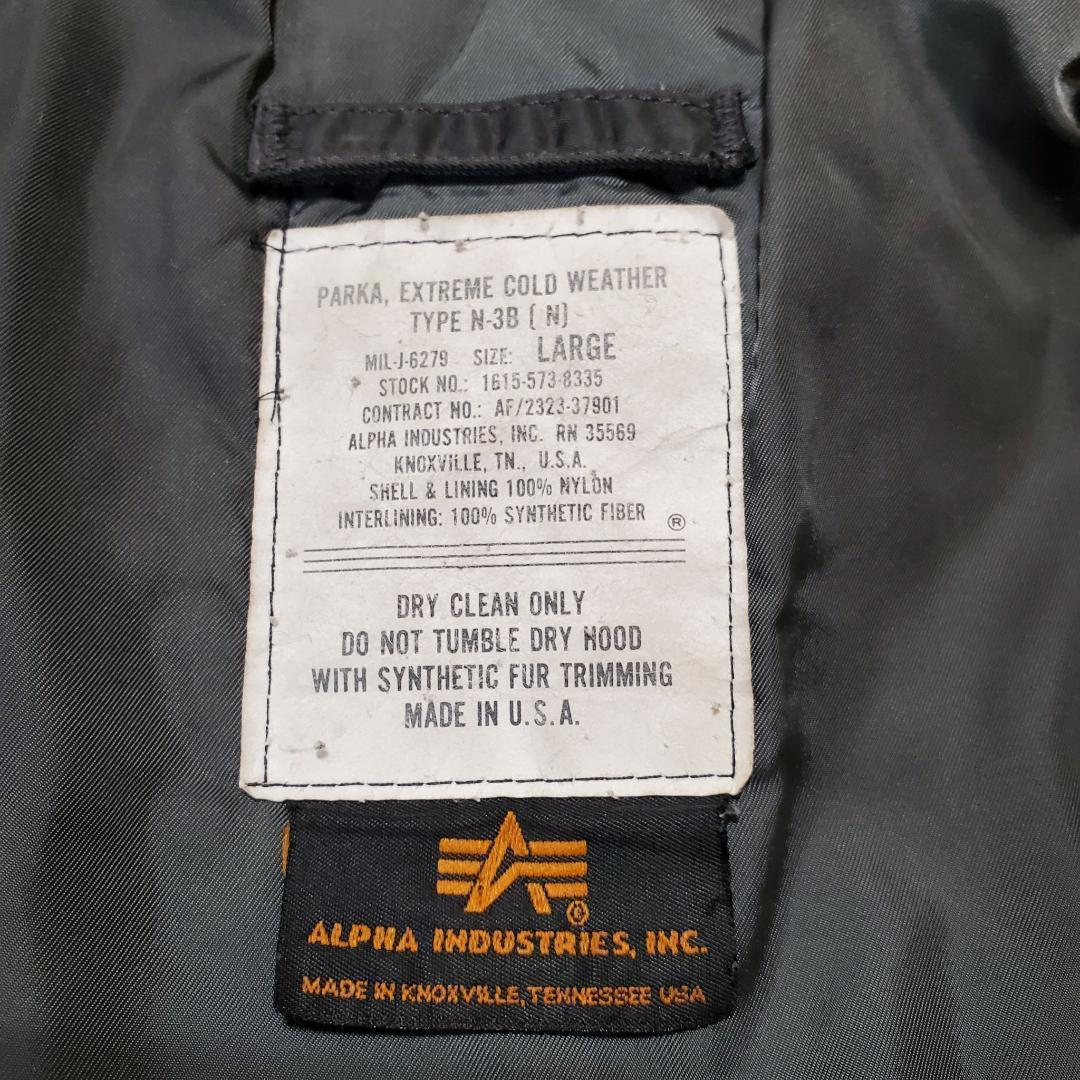 PARKA, EXTREME COLD WEATHER
TYPE N-3B ( N)
MIL-J-6279 SIZE: LARGE
STOCK NO.: 1615-573-8335
CONTRACT NO.: AF/2323-37901
ALPHA INDUSTRIES, INC. RN 35569
KNOXVILLE, TN., U.S.A.
SHELL & LINING 100% NYLON
INTERLINING: 100% SYNTHETIC FIBER ®
DRY CLEAN ONLY
DO NOT TUMBLE DRY HOOD
WITH SYNTHETIC FUR TRIMMING
MADE IN U.S.A.
ALPHA INDUSTRIES, INC.
MADE IN KNOXVILLE, TENNESSEE USA